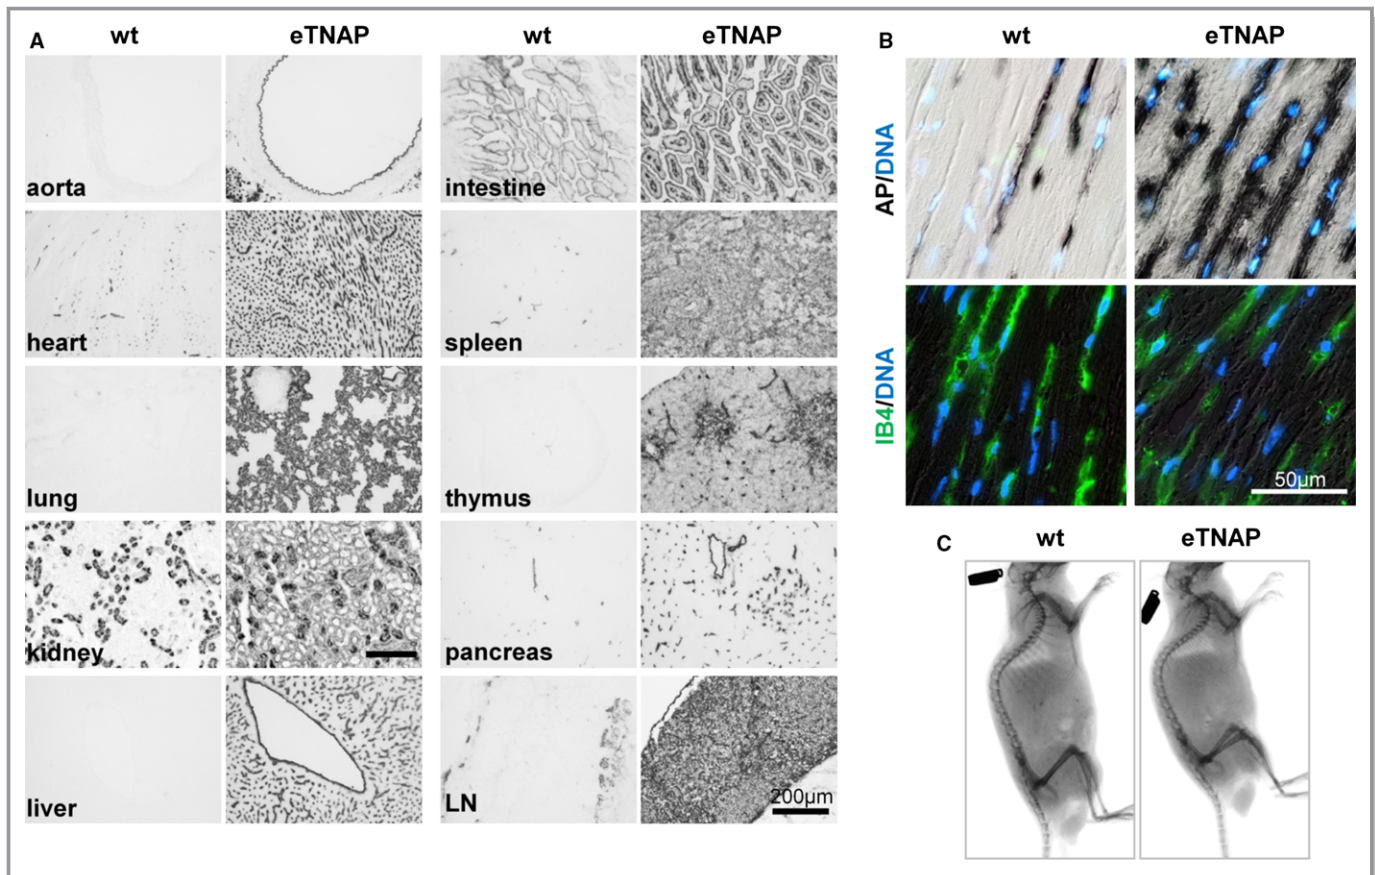 A
wt
eTNAP
wt
eTNAP
aorta
intestine
heart
spleen
lung
thymus
kidney
pancreas
liver
LN
200µm
B
wt
eTNAP
AP/DNA
IB4/DNA
50µm
C
wt
eTNAP